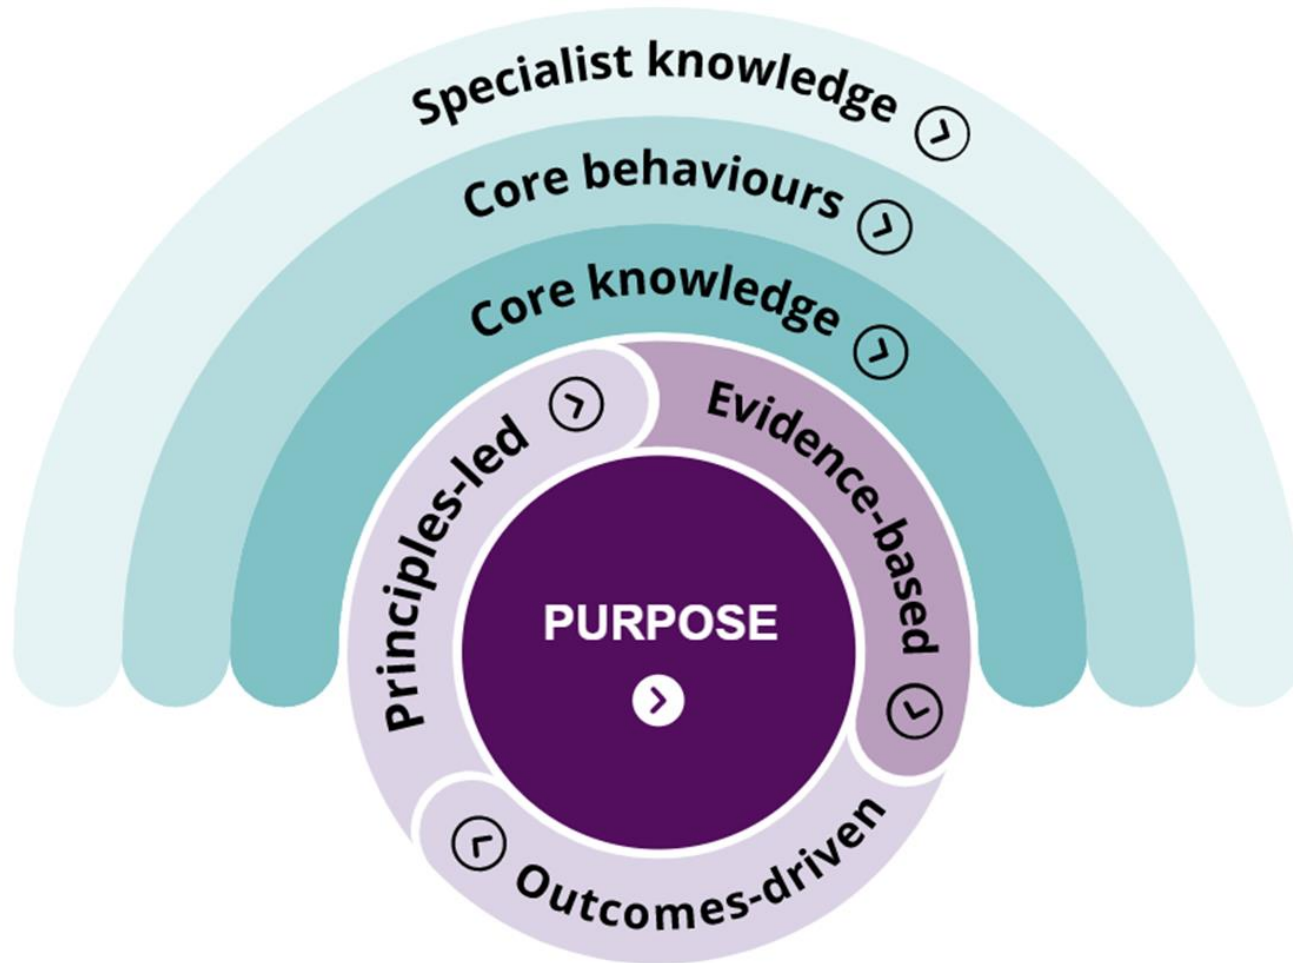 Specialist knowledge
Core behaviours
Core knowledge
Principles-led
Evidence-based
PURPOSE
Outcomes-driven